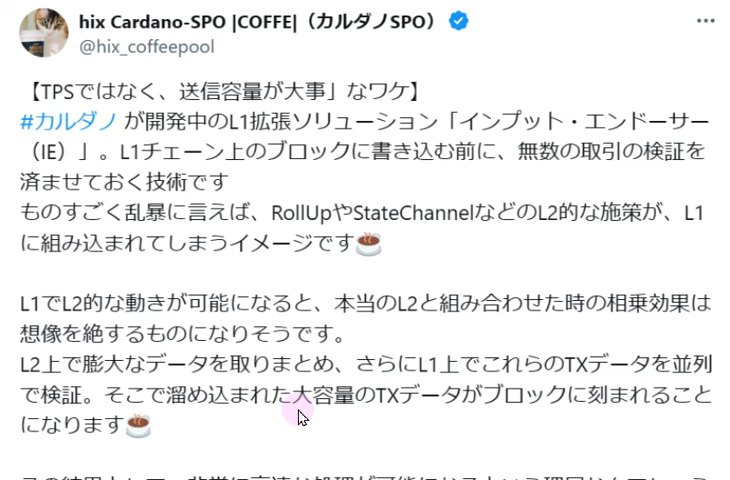 hix Cardano-SPO |COFFE|（カルダノSPO）
@hix_coffeepool
【TPSではなく、送信容量が大事」なワケ】
#カルダノ が開発中のL1拡張ソリューション「インプット・エンドーサー
（IE）」。L1チェーン上のブロックに書き込む前に、無数の取引の検証を
済ませておく技術です
ものすごく乱暴に言えば、RollUpやStateChannelなどのL2的な施策が、L1
に組み込まれてしまうイメージです☕
L1でL2的な動きが可能になると、本当のL2と組み合わせた時の相乗効果は
想像を絶するものになりそうです。
L2上で膨大なデータを取りまとめ、さらにL1上でこれらのTXデータを並列
で検証。そこで溜め込まれた大容量のTXデータがブロックに刻まれること
になります☕